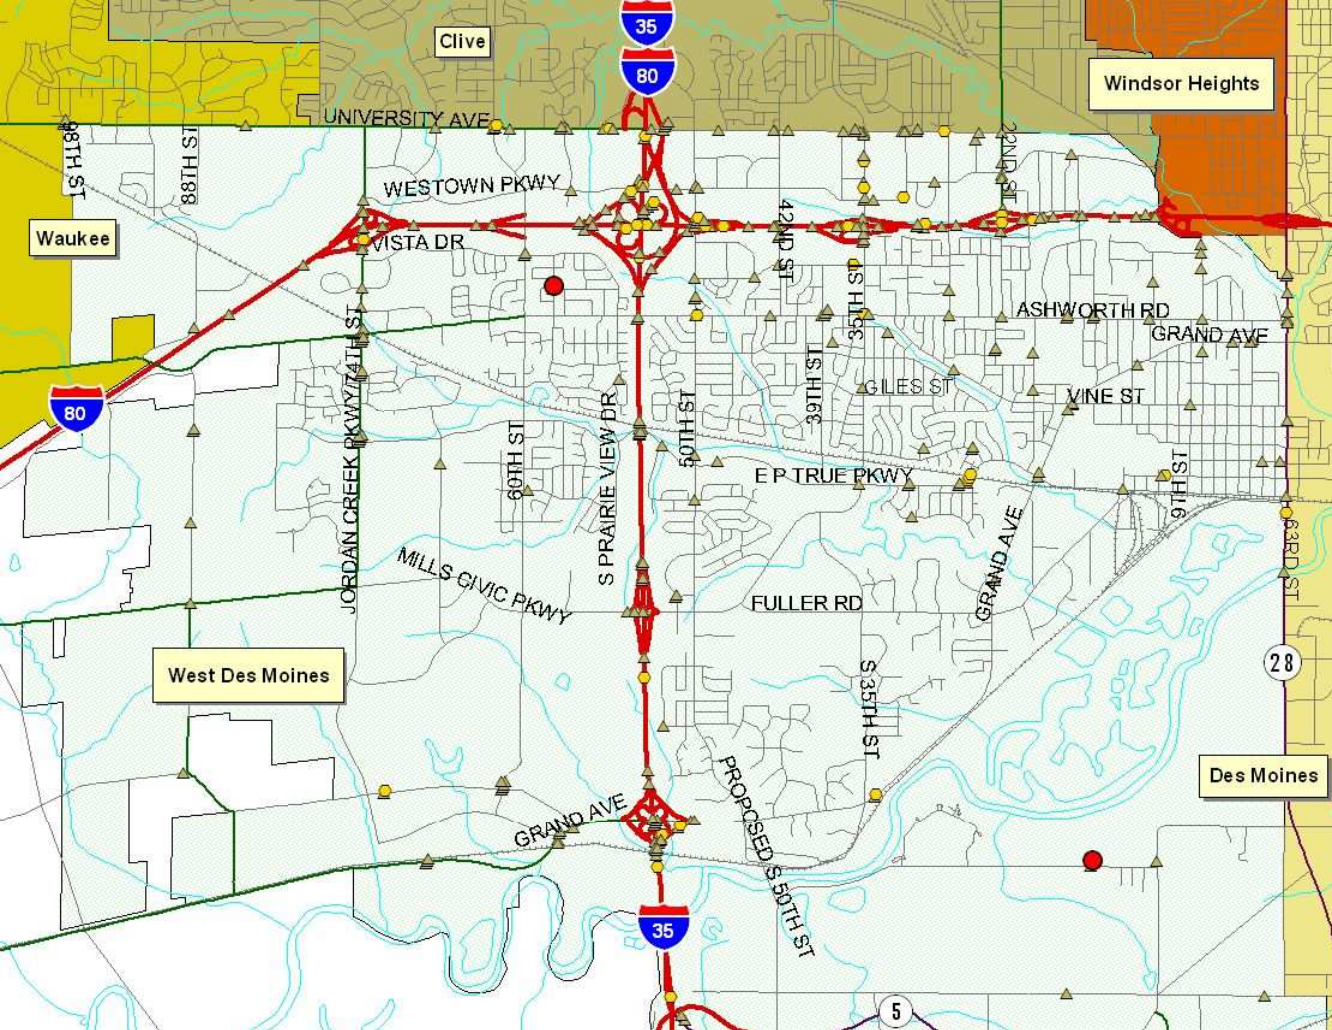 35
80
Clive
Windsor Heights
UNIVERSITY AVE
98TH ST
88TH ST
22ND ST
WESTOWN PKWY
42ND ST
Waukee
VISTA DR
35TH ST
ASHWORTH RD
GRAND AVE
JORDAN CREEK PKWY/74TH ST
39TH ST
GILES ST
VINE ST
80
S PRAIRIE VIEW DR
50TH ST
60TH ST
E P TRUE PKWY
9TH ST
GRAND AVE
63RD ST
MILLS CIVIC PKWY
FULLER RD
West Des Moines
28
S 35TH ST
Des Moines
PROPOSED S 50TH ST
GRAND AVE
35
5